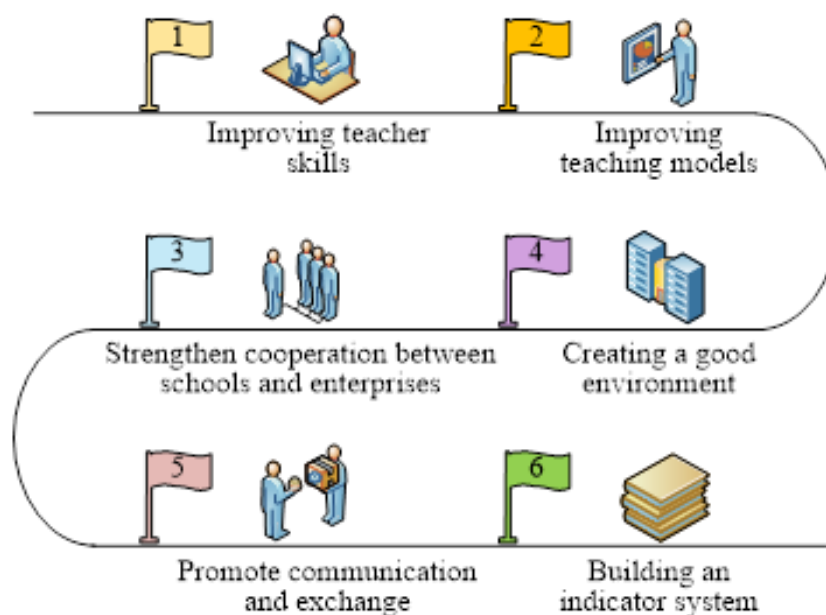 1
2
Improving teacher
skills
Improving
teaching models
3
4
Strengthen cooperation between
schools and enterprises
Creating a good
environment
5
6
Promote communication
and exchange
Building an
indicator system